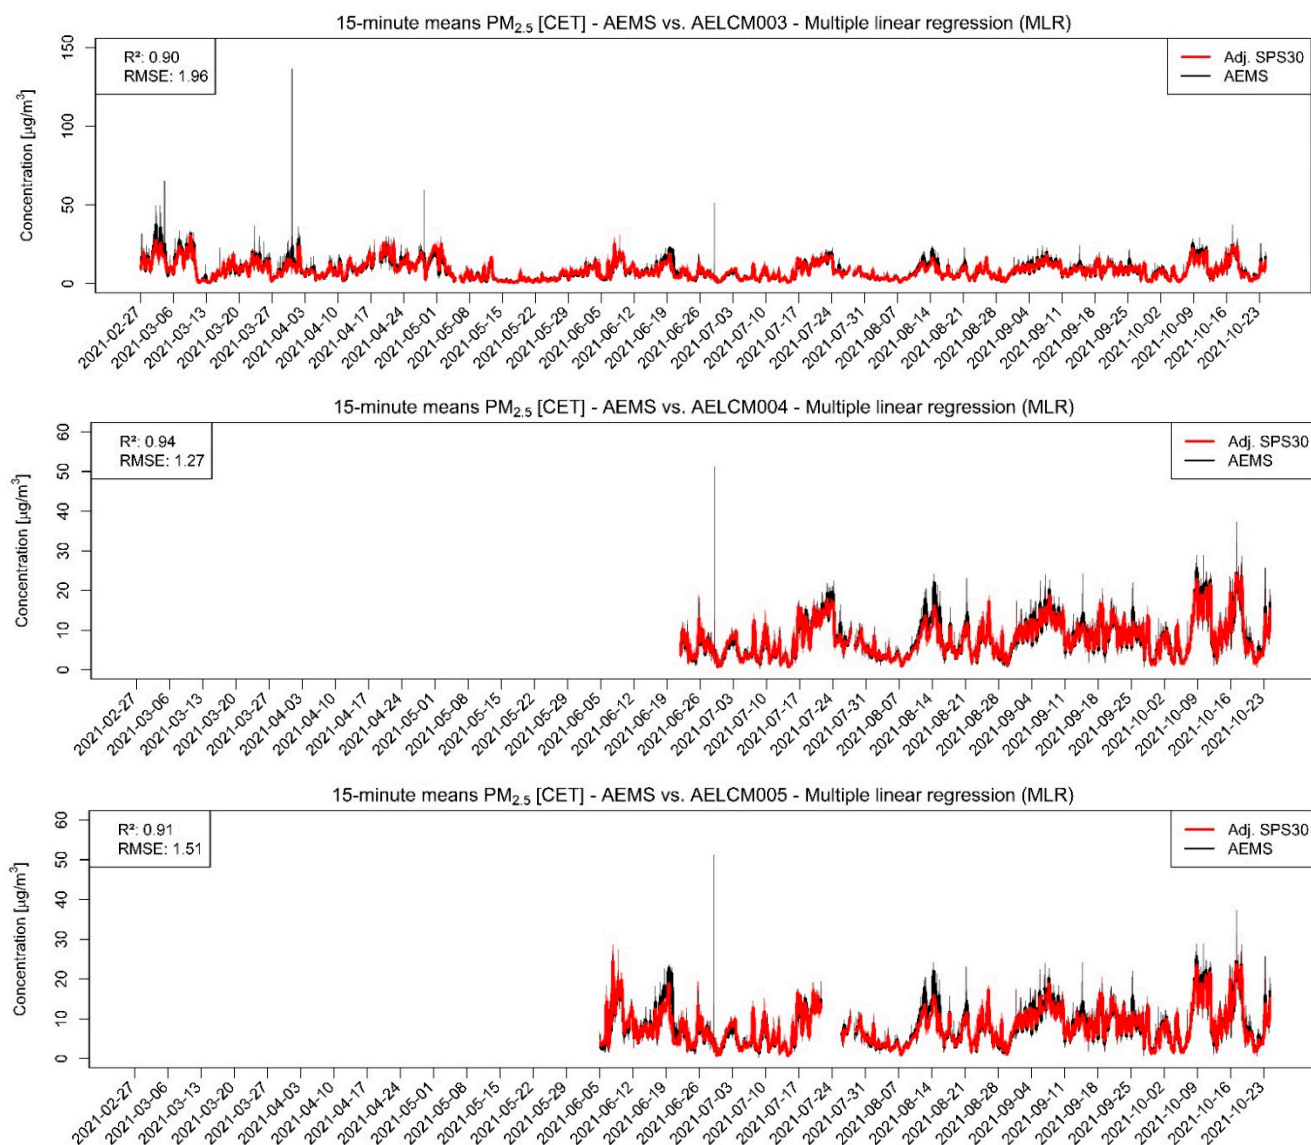 15-minute means PM₂.₅ [CET] - AEMS vs. AELCM003 - Multiple linear regression (MLR)
R²: 0.90
RMSE: 1.96
Adj. SPS30
AEMS
Concentration [µg/m³]
150
100
50
0
2021-02-27 2021-03-06 2021-03-13 2021-03-20 2021-03-27 2021-04-03 2021-04-10 2021-04-17 2021-04-24 2021-05-01 2021-05-08 2021-05-15 2021-05-22 2021-05-29 2021-06-05 2021-06-12 2021-06-19 2021-06-26 2021-07-03 2021-07-10 2021-07-17 2021-07-24 2021-07-31 2021-08-07 2021-08-14 2021-08-21 2021-08-28 2021-09-04 2021-09-11 2021-09-18 2021-09-25 2021-10-02 2021-10-09 2021-10-16 2021-10-23
15-minute means PM₂.₅ [CET] - AEMS vs. AELCM004 - Multiple linear regression (MLR)
R²: 0.94
RMSE: 1.27
Adj. SPS30
AEMS
Concentration [µg/m³]
60
50
40
30
20
10
0
2021-02-27 2021-03-06 2021-03-13 2021-03-20 2021-03-27 2021-04-03 2021-04-10 2021-04-17 2021-04-24 2021-05-01 2021-05-08 2021-05-15 2021-05-22 2021-05-29 2021-06-05 2021-06-12 2021-06-19 2021-06-26 2021-07-03 2021-07-10 2021-07-17 2021-07-24 2021-07-31 2021-08-07 2021-08-14 2021-08-21 2021-08-28 2021-09-04 2021-09-11 2021-09-18 2021-09-25 2021-10-02 2021-10-09 2021-10-16 2021-10-23
15-minute means PM₂.₅ [CET] - AEMS vs. AELCM005 - Multiple linear regression (MLR)
R²: 0.91
RMSE: 1.51
Adj. SPS30
AEMS
Concentration [µg/m³]
60
50
40
30
20
10
0
2021-02-27 2021-03-06 2021-03-13 2021-03-20 2021-03-27 2021-04-03 2021-04-10 2021-04-17 2021-04-24 2021-05-01 2021-05-08 2021-05-15 2021-05-22 2021-05-29 2021-06-05 2021-06-12 2021-06-19 2021-06-26 2021-07-03 2021-07-10 2021-07-17 2021-07-24 2021-07-31 2021-08-07 2021-08-14 2021-08-21 2021-08-28 2021-09-04 2021-09-11 2021-09-18 2021-09-25 2021-10-02 2021-10-09 2021-10-16 2021-10-23